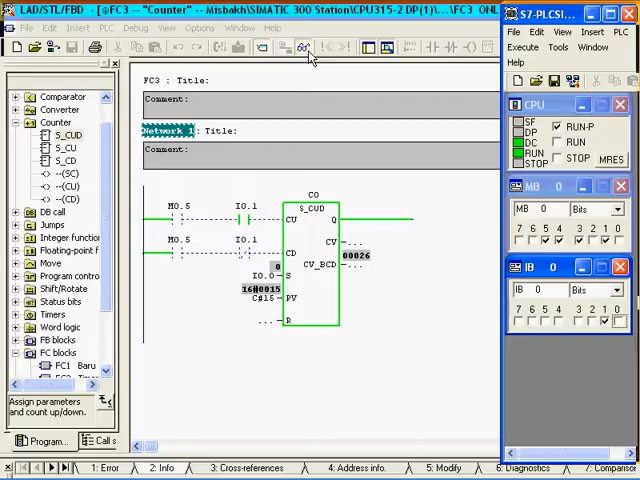 LAD/STL/FBD - [@FC3 -- "Counter" -- Misbakh\SIMATIC 300 Station\CPU315-2 DP(1)\...\FC3 ONL
File Edit Insert PLC Debug View Options Window Help
Comparator
Converter
Counter
S_CUD
S_CU
S_CD
--(SC)
--(CU)
--(CD)
DB call
Jumps
Integer function
Floating-point f
Move
Program control
Shift/Rotate
Status bits
Timers
Word logic
FB blocks
FC blocks
FC1 Baru
Assign parameters
and count up/down.
Program...
Call s
FC3 : Title:
Comment:
Network 1: Title:
Comment:
C0
S_CUD
M0.5 I0.1
CU Q
M0.5 I0.1
CD CV ...
00026
CV_BCD ...
0
I0.0 S
16#0015
C#15 PV
... R
1: Error 2: Info 3: Cross-references 4: Address info. 5: Modify 6: Diagnostics 7: Comparison
S7-PLCSI...
File Edit View Insert PLC
Execute Tools Window
Help
CPU
SF
DP
DC
RUN
STOP
RUN-P
RUN
STOP
MRES
MB 0
MB 0 Bits
7 6 5 4 3 2 1 0
IB 0
IB 0 Bits
7 6 5 4 3 2 1 0